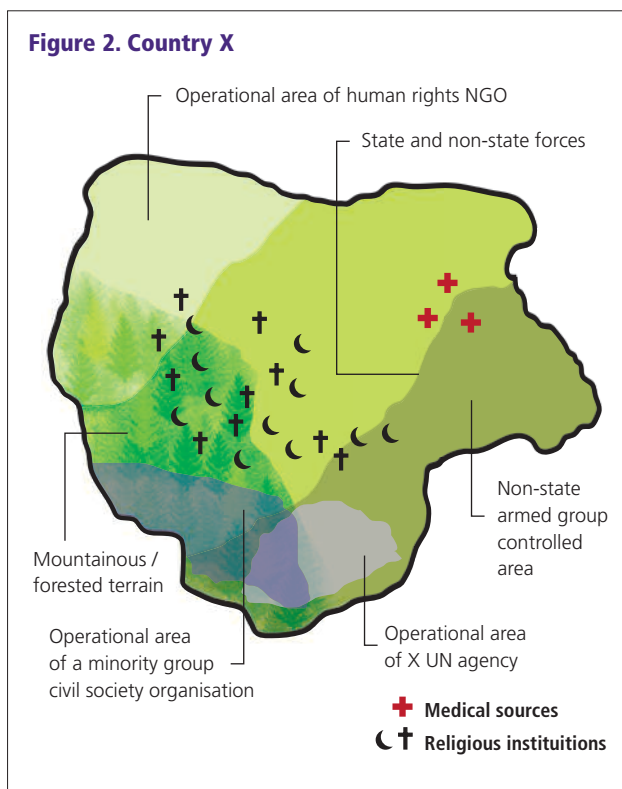 Figure 2. Country X
Operational area of human rights NGO
State and non-state forces
Non-state
armed group
controlled
area
Mountainous /
forested terrain
Operational area
of a minority group
civil society organisation
Operational area
of X UN agency
Medical sources
Religious instituitions